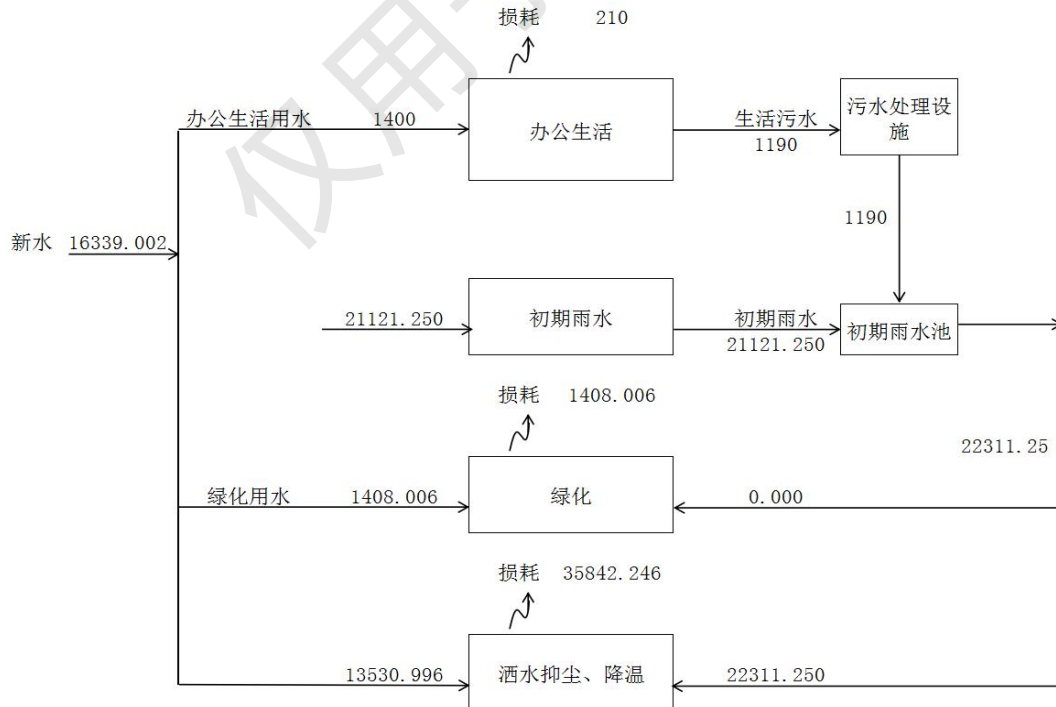 损耗 210
办公生活用水 1400
办公生活
生活污水
1190
污水处理设
施
1190
新水 16339.002
21121.250
初期雨水
初期雨水
21121.250
初期雨水池
损耗 1408.006
22311.25
绿化用水 1408.006
绿化
0.000
损耗 35842.246
13530.996
洒水抑尘、降温
22311.250
仅用